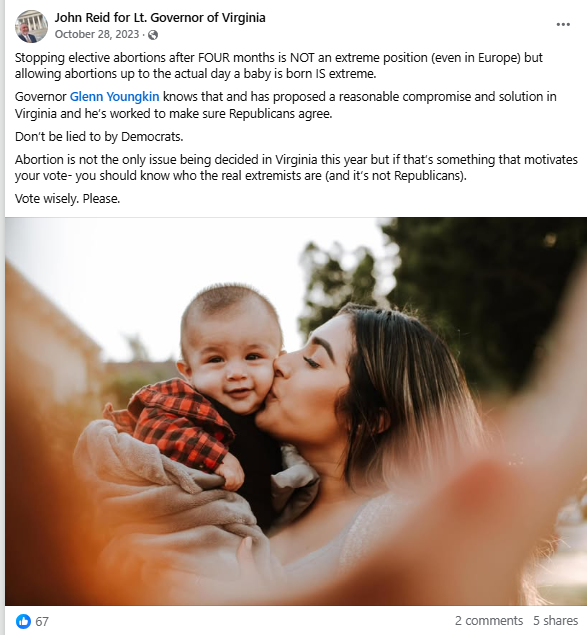 John Reid for Lt. Governor of Virginia
October 28, 2023 ·
Stopping elective abortions after FOUR months is NOT an extreme position (even in Europe) but
allowing abortions up to the actual day a baby is born IS extreme.
Governor Glenn Youngkin knows that and has proposed a reasonable compromise and solution in
Virginia and he's worked to make sure Republicans agree.
Don't be lied to by Democrats.
Abortion is not the only issue being decided in Virginia this year but if that's something that motivates
your vote- you should know who the real extremists are (and it's not Republicans).
Vote wisely. Please.
67
2 comments 5 shares